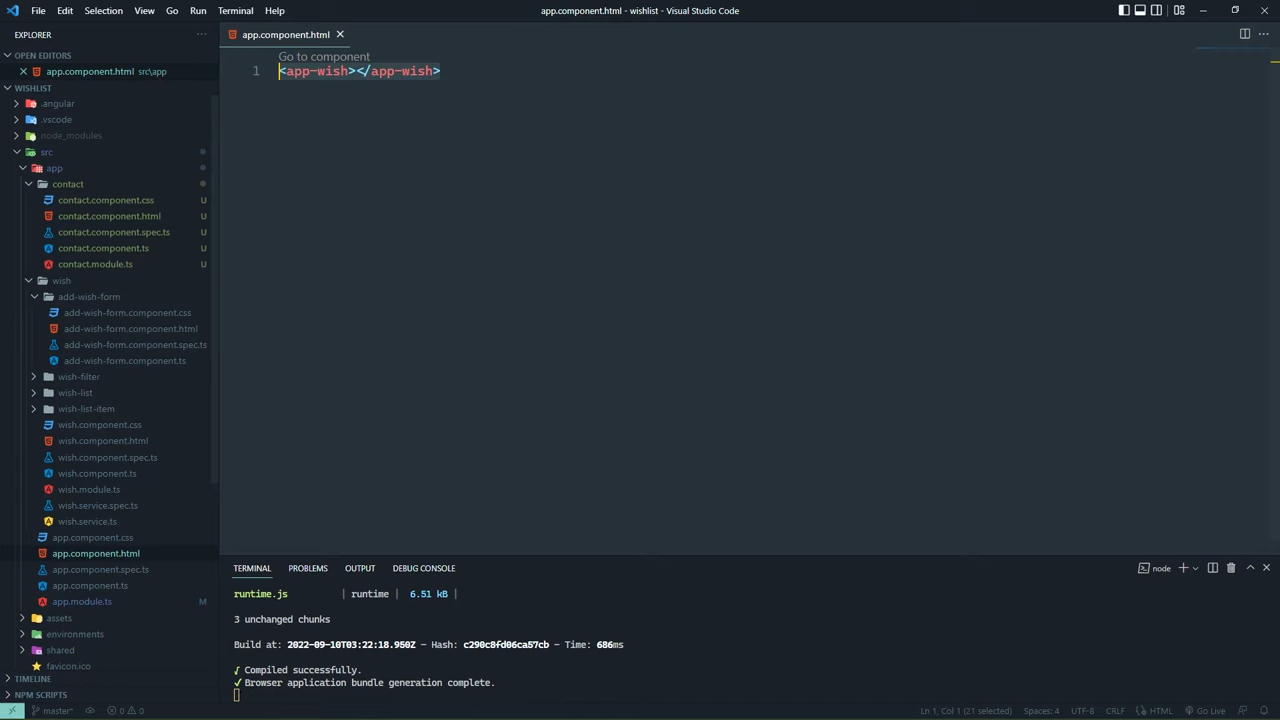 File Edit Selection View Go Run Terminal Help
app.component.html - wishlist - Visual Studio Code
EXPLORER
OPEN EDITORS
app.component.html src\app
WISHLIST
.angular
.vscode
node_modules
src
app
contact
contact.component.css U
contact.component.html U
contact.component.spec.ts U
contact.component.ts U
contact.module.ts U
wish
add-wish-form
add-wish-form.component.css
add-wish-form.component.html
add-wish-form.component.spec.ts
add-wish-form.component.ts
wish-filter
wish-list
wish-list-item
wish.component.css
wish.component.html
wish.component.spec.ts
wish.component.ts
wish.module.ts
wish.service.spec.ts
wish.service.ts
app.component.css
app.component.html
app.component.spec.ts
app.component.ts
app.module.ts M
assets
environments
shared
favicon.ico
TIMELINE
NPM SCRIPTS
app.component.html
Go to component
1 <app-wish></app-wish>
TERMINAL PROBLEMS OUTPUT DEBUG CONSOLE
node
runtime.js | runtime | 6.51 kB |
3 unchanged chunks
Build at: 2022-09-10T03:22:18.950Z - Hash: c290c8fd06ca57cb - Time: 686ms
√ Compiled successfully.
✔ Browser application bundle generation complete.
master* 0 0 Ln 1, Col 1 (21 selected) Spaces: 4 UTF-8 CRLF HTML Go Live